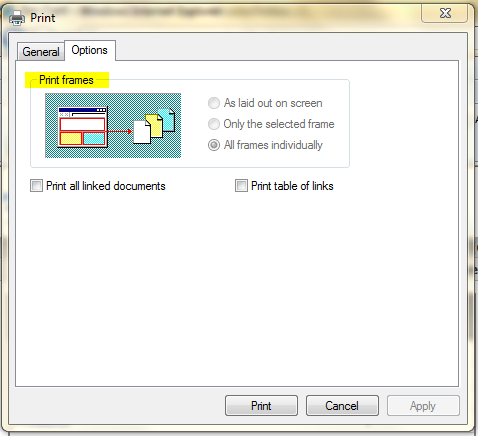 Print
General
Options
Print frames
As laid out on screen
Only the selected frame
All frames individually
Print all linked documents
Print table of links
Print
Cancel
Apply